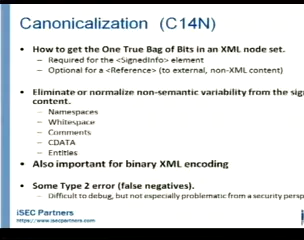 Canonicalization (C14N)
• How to get the One True Bag of Bits in an XML node set.
– Required for the <SignedInfo> element
– Optional for a <Reference> (to external, non-XML content)
• Eliminate or normalize non-semantic variability from the sig
content.
– Namespaces
– Whitespace
– Comments
– CDATA
– Entities
• Also important for binary XML encoding
• Some Type 2 error (false negatives).
– Difficult to debug, but not especially problematic from a security persp
iSEC Partners
https://www.isecpartners.com